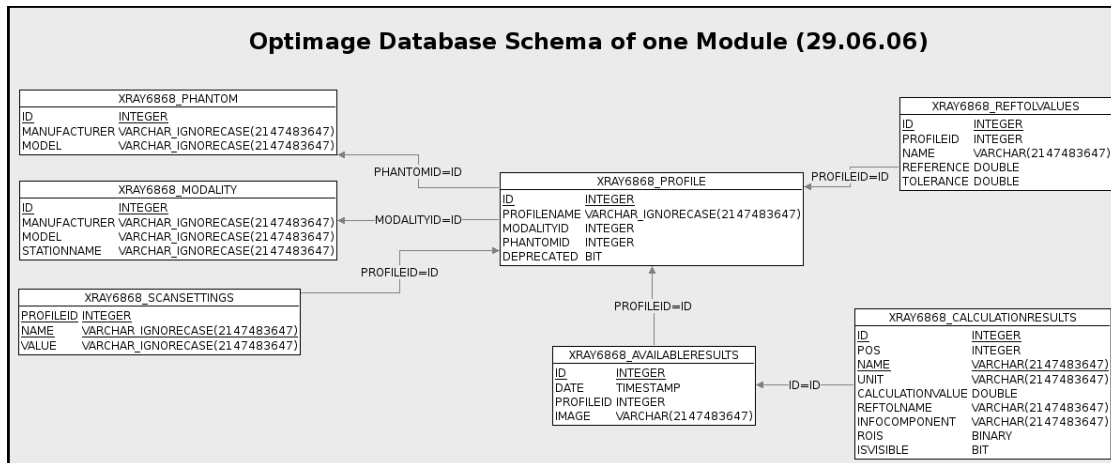 Optimage Database Schema of one Module (29.06.06)
XRAY6868_PHANTOM
ID INTEGER
MANUFACTURER VARCHAR_IGNORECASE(2147483647)
MODEL VARCHAR_IGNORECASE(2147483647)
XRAY6868_REFTOLVALUES
ID INTEGER
PROFILEID INTEGER
NAME VARCHAR(2147483647)
REFERENCE DOUBLE
TOLERANCE DOUBLE
PHANTOMID=ID
PROFILEID=ID
XRAY6868_MODALITY
ID INTEGER
MANUFACTURER VARCHAR_IGNORECASE(2147483647)
MODEL VARCHAR_IGNORECASE(2147483647)
STATIONNAME VARCHAR_IGNORECASE(2147483647)
MODALITYID=ID
XRAY6868_PROFILE
ID INTEGER
PROFILENAME VARCHAR_IGNORECASE(2147483647)
MODALITYID INTEGER
PHANTOMID INTEGER
DEPRECATED BIT
PROFILEID=ID
XRAY6868_SCANSETTINGS
PROFILEID INTEGER
NAME VARCHAR_IGNORECASE(2147483647)
VALUE VARCHAR_IGNORECASE(2147483647)
PROFILEID=ID
XRAY6868_AVAILABLERESULTS
ID INTEGER
DATE TIMESTAMP
PROFILEID INTEGER
IMAGE VARCHAR(2147483647)
ID=ID
XRAY6868_CALCULATIONRESULTS
ID INTEGER
POS INTEGER
NAME VARCHAR(2147483647)
UNIT VARCHAR(2147483647)
CALCULATIONVALUE DOUBLE
REFTOLNAME VARCHAR(2147483647)
INFOCOMPONENT VARCHAR(2147483647)
ROIS BINARY
ISVISIBLE BIT